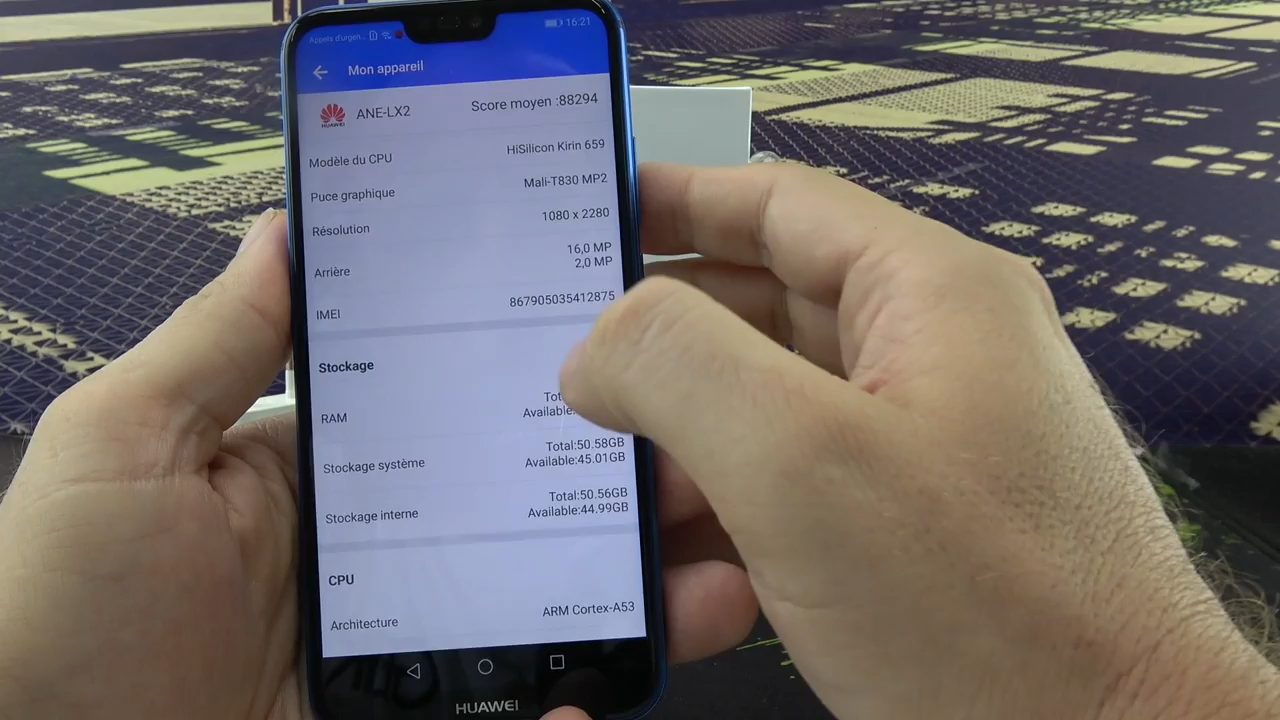 Appels d'urgen... 16:21
Mon appareil
HUAWEI
ANE-LX2 Score moyen :88294
Modèle du CPU HiSilicon Kirin 659
Puce graphique Mali-T830 MP2
Résolution 1080 x 2280
Arrière 16,0 MP
2,0 MP
IMEI 867905035412875
Stockage
RAM
Available:
Stockage système Total:50.58GB
Available:45.01GB
Stockage interne Total:50.56GB
Available:44.99GB
CPU
Architecture ARM Cortex-A53
HUAWEI